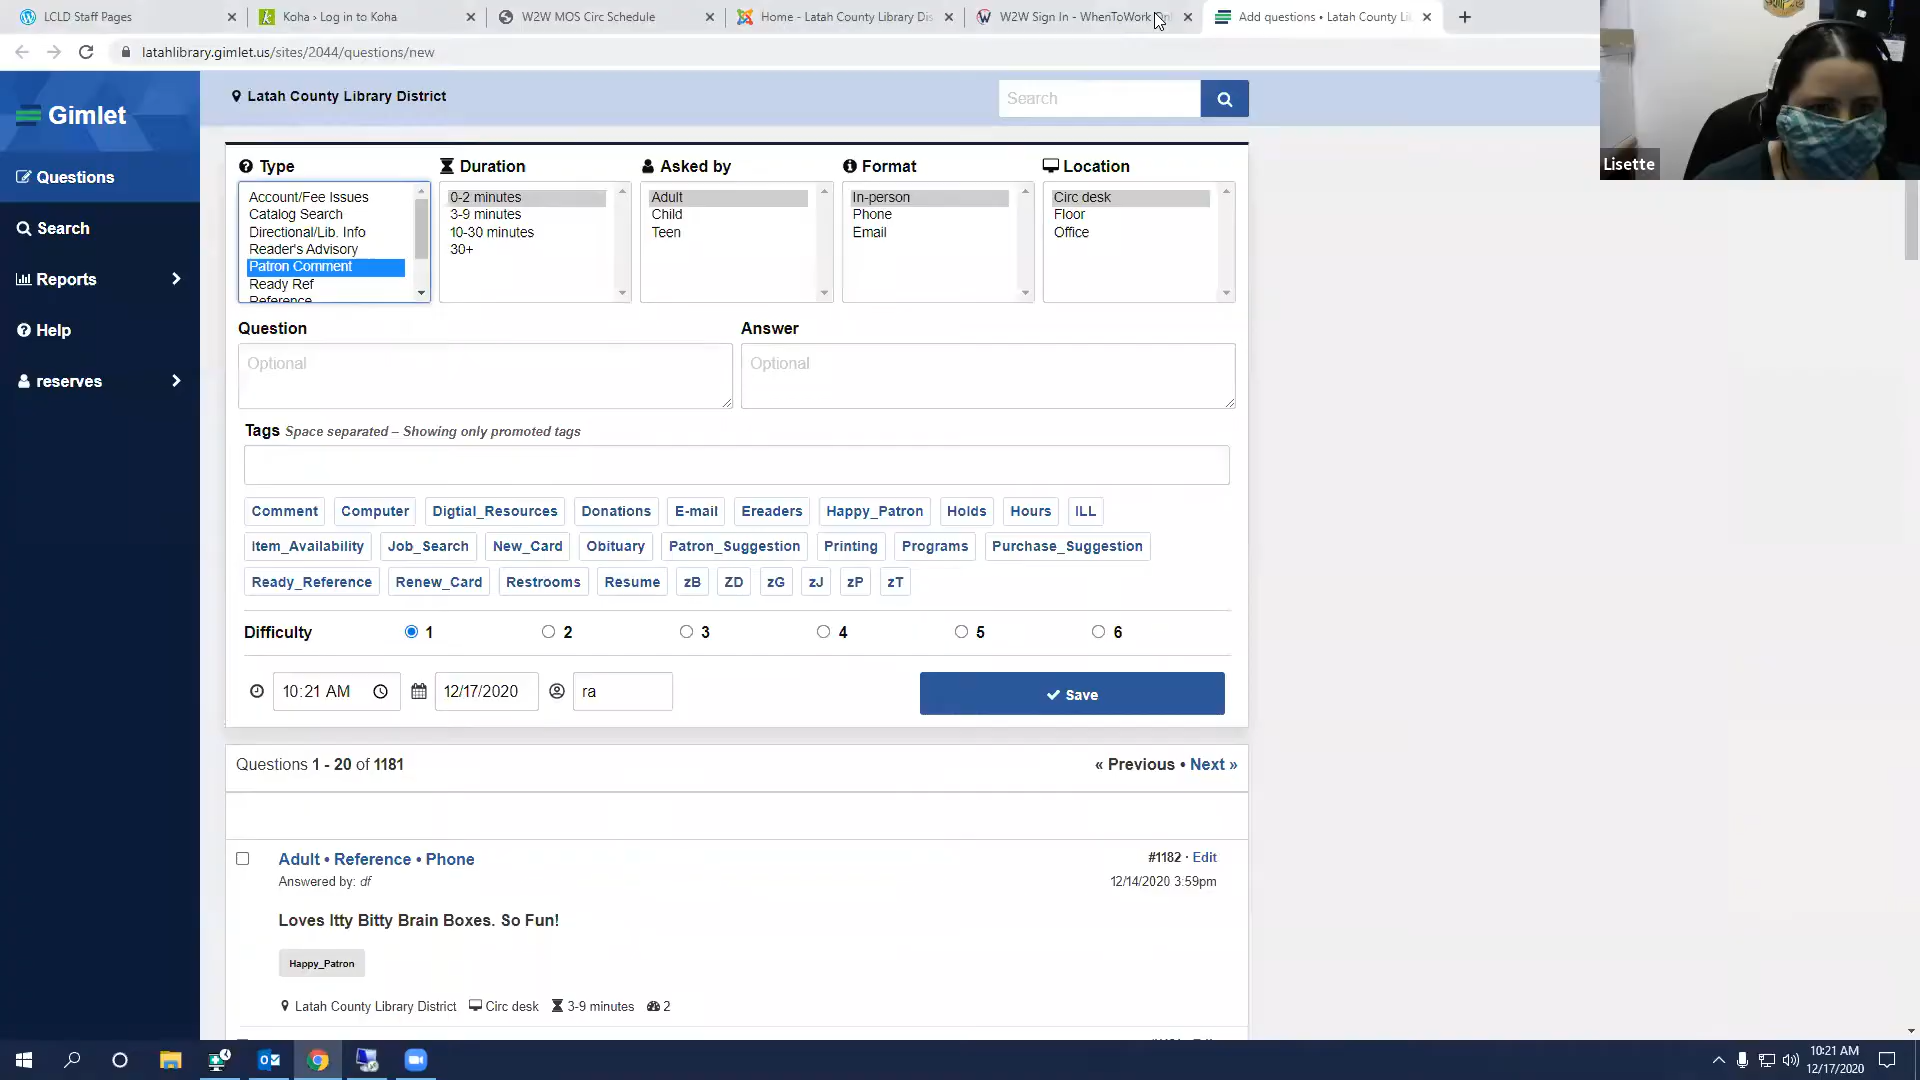 LCLD Staff Pages
Koha › Log in to Koha
W2W MOS Circ Schedule
Home - Latah County Library Dis
W2W Sign In - WhenToWork
Add questions • Latah County Li
latahlibrary.gimlet.us/sites/2044/questions/new
Gimlet
Latah County Library District
Search
Lisette
Questions
Search
Reports
Help
reserves
Type
Duration
Asked by
Format
Location
Account/Fee Issues
Catalog Search
Directional/Lib. Info
Reader's Advisory
Patron Comment
Ready Ref
Reference
0-2 minutes
3-9 minutes
10-30 minutes
30+
Adult
Child
Teen
In-person
Phone
Email
Circ desk
Floor
Office
Question
Answer
Optional
Optional
Tags Space separated – Showing only promoted tags
Comment Computer Digtial_Resources Donations E-mail Ereaders Happy_Patron Holds Hours ILL
Item_Availability Job_Search New_Card Obituary Patron_Suggestion Printing Programs Purchase_Suggestion
Ready_Reference Renew_Card Restrooms Resume zB ZD zG zJ zP zT
Difficulty 1 2 3 4 5 6
10:21 AM 12/17/2020 ra Save
Questions 1 - 20 of 1181
« Previous • Next »
Adult • Reference • Phone
#1182 · Edit
Answered by: df
12/14/2020 3:59pm
Loves Itty Bitty Brain Boxes. So Fun!
Happy_Patron
Latah County Library District Circ desk 3-9 minutes 2
10:21 AM
12/17/2020